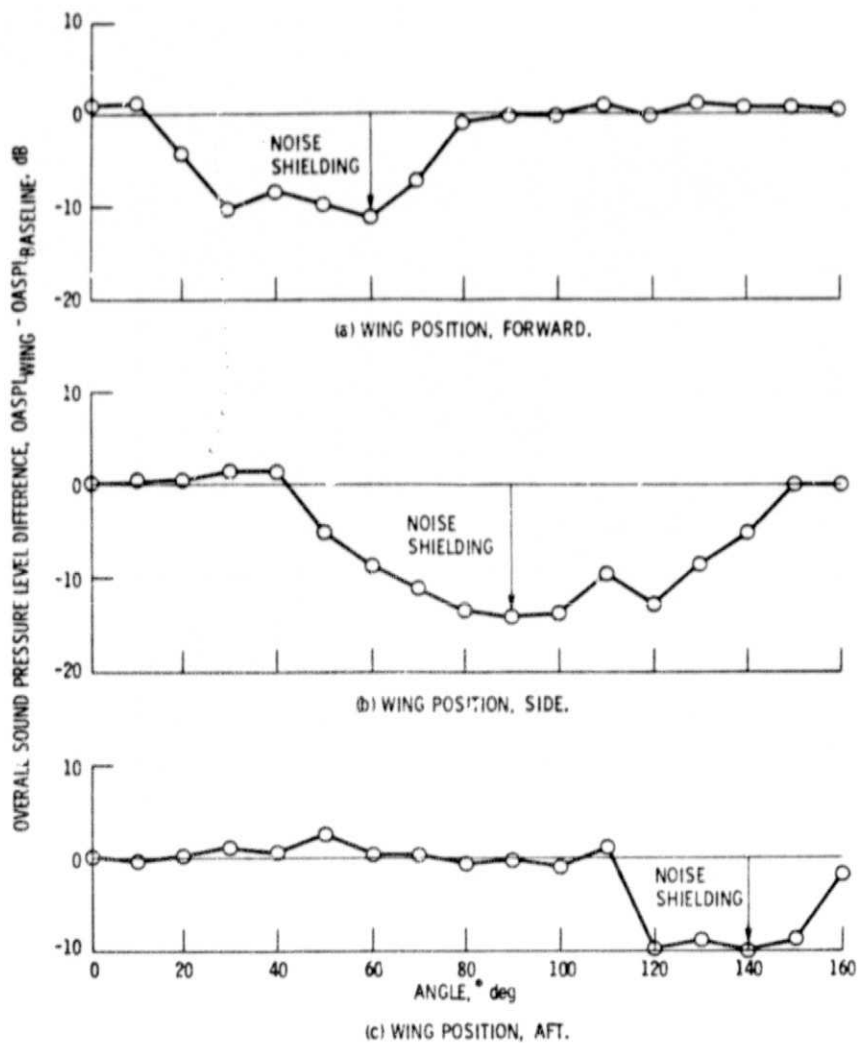 OVERALL SOUND PRESSURE LEVEL DIFFERENCE, OASPL WING - OASPL BASELINE, dB
10
0
-10
-20
NOISE
SHIELDING
(a) WING POSITION, FORWARD.
10
0
-10
-20
NOISE
SHIELDING
(b) WING POSITION, SIDE.
10
0
-10
NOISE
SHIELDING
0 20 40 60 80 100 120 140 160
ANGLE,* deg
(c) WING POSITION, AFT.